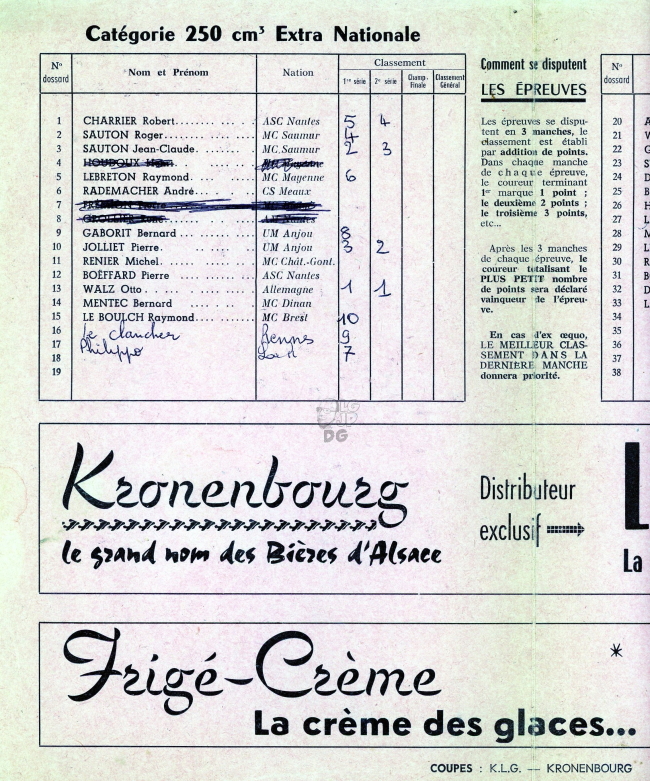 Catégorie 250 cm³ Extra Nationale
N° dossard Nom et Prénom Nation Classement
1re série 2e série Champ. Finale Classement Général
1 CHARRIER Robert ASC Nantes 5 4
2 SAUTON Roger MC Saumur 4
3 SAUTON Jean-Claude MC Saumur 2 3
4 HOUDOUX
5 LEBRETON Raymond MC Mayenne 6
6 RADEMACHER André CS Meaux
7
8 GROLLIER
9 GABORIT Bernard UM Anjou 8
10 JOLLIET Pierre UM Anjou 3 2
11 RENIER Michel MC Chât.-Gont.
12 BOËFFARD Pierre ASC Nantes
13 WALZ Otto Allemagne 1 1
14 MENTEC Bernard MC Dinan
15 LE BOULCH Raymond MC Brest 10
16 Le clancher Rennes 9
17 Philippo 7
18
19
Comment se disputent
LES ÉPREUVES
Les épreuves se dispu-
tent en 3 manches, le
classement est établi
par addition de points.
Dans chaque manche
de chaque épreuve,
le coureur terminant
1er marque 1 point ;
le deuxième 2 points ;
le troisième 3 points,
etc...
Après les 3 manches
de chaque épreuve, le
coureur totalisant le
PLUS PETIT nombre
de points sera déclaré
vainqueur de l'épreu-
ve.
En cas d'ex æquo,
LE MEILLEUR CLAS-
SEMENT DANS LA
DERNIÈRE MANCHE
donnera priorité.
N° dossard
20
21
22
23
24
25
26
27
28
29
30
31
32
33
34
35
36
37
38
DG
Kronenbourg
le grand nom des Bières d'Alsace
Distributeur
exclusif
L
La
Frigé-Crème
*
La crème des glaces...
COUPES : K.L.G. — KRONENBOURG